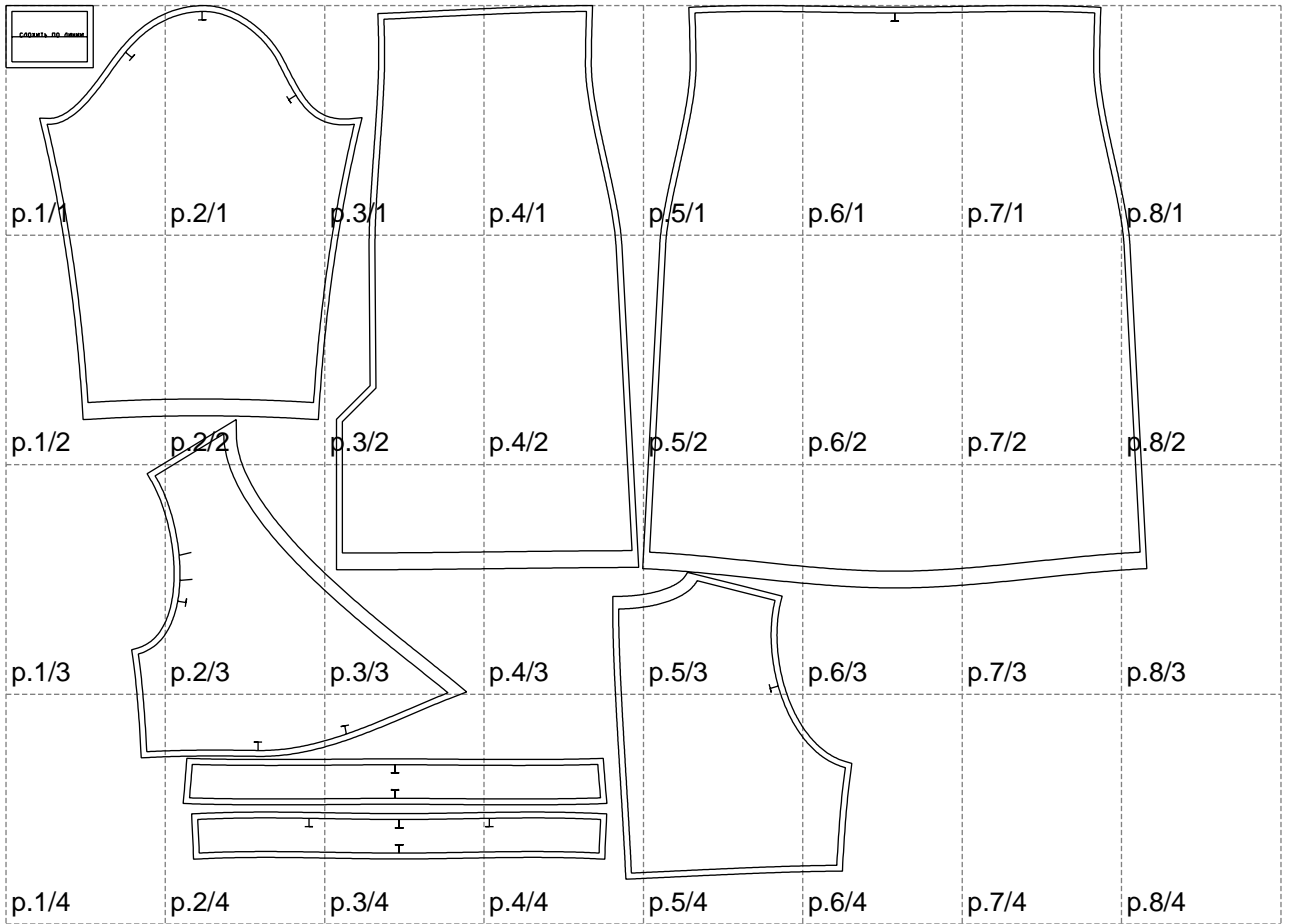 сложить по линии
p.1/1 p.2/1 p.3/1 p.4/1 p.5/1 p.6/1 p.7/1 p.8/1
p.1/2 p.2/2 p.3/2 p.4/2 p.5/2 p.6/2 p.7/2 p.8/2
p.1/3 p.2/3 p.3/3 p.4/3 p.5/3 p.6/3 p.7/3 p.8/3
p.1/4 p.2/4 p.3/4 p.4/4 p.5/4 p.6/4 p.7/4 p.8/4